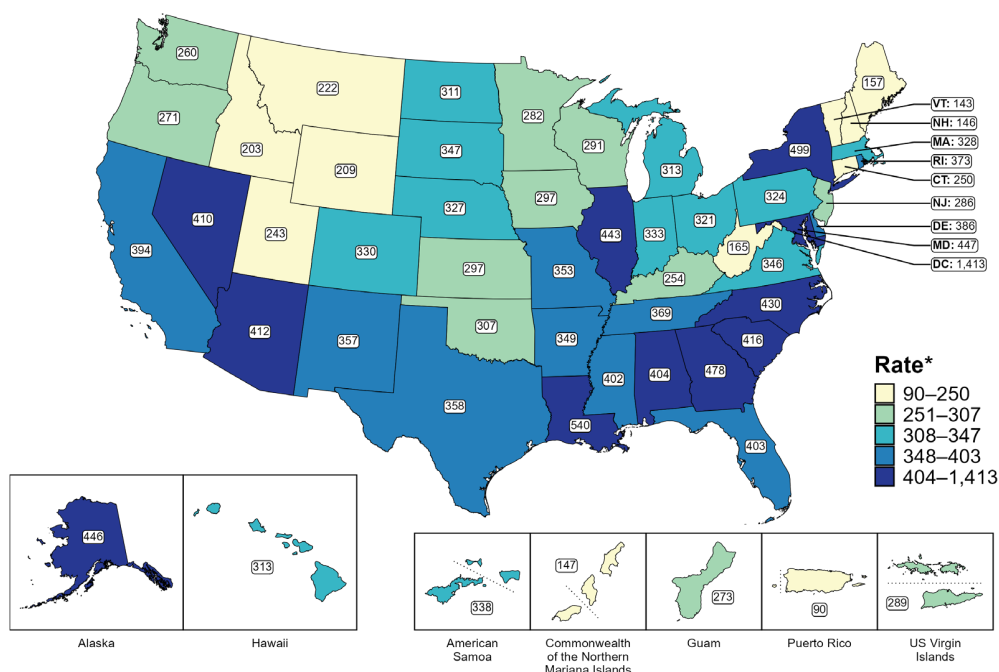 260
271
222
203
209
394
410
243
330
412
357
311
347
327
297
307
358
282
291
297
443
353
349
540
313
333
321
254
369
402
404
478
403
416
430
346
165
324
499
157
VT: 143
NH: 146
MA: 328
RI: 373
CT: 250
NJ: 286
DE: 386
MD: 447
DC: 1,413
Rate*
90–250
251–307
308–347
348–403
404–1,413
446
Alaska
313
Hawaii
338
American
Samoa
147
Commonwealth
of the Northern
Mariana Islands
273
Guam
90
Puerto Rico
289
US Virgin
Islands